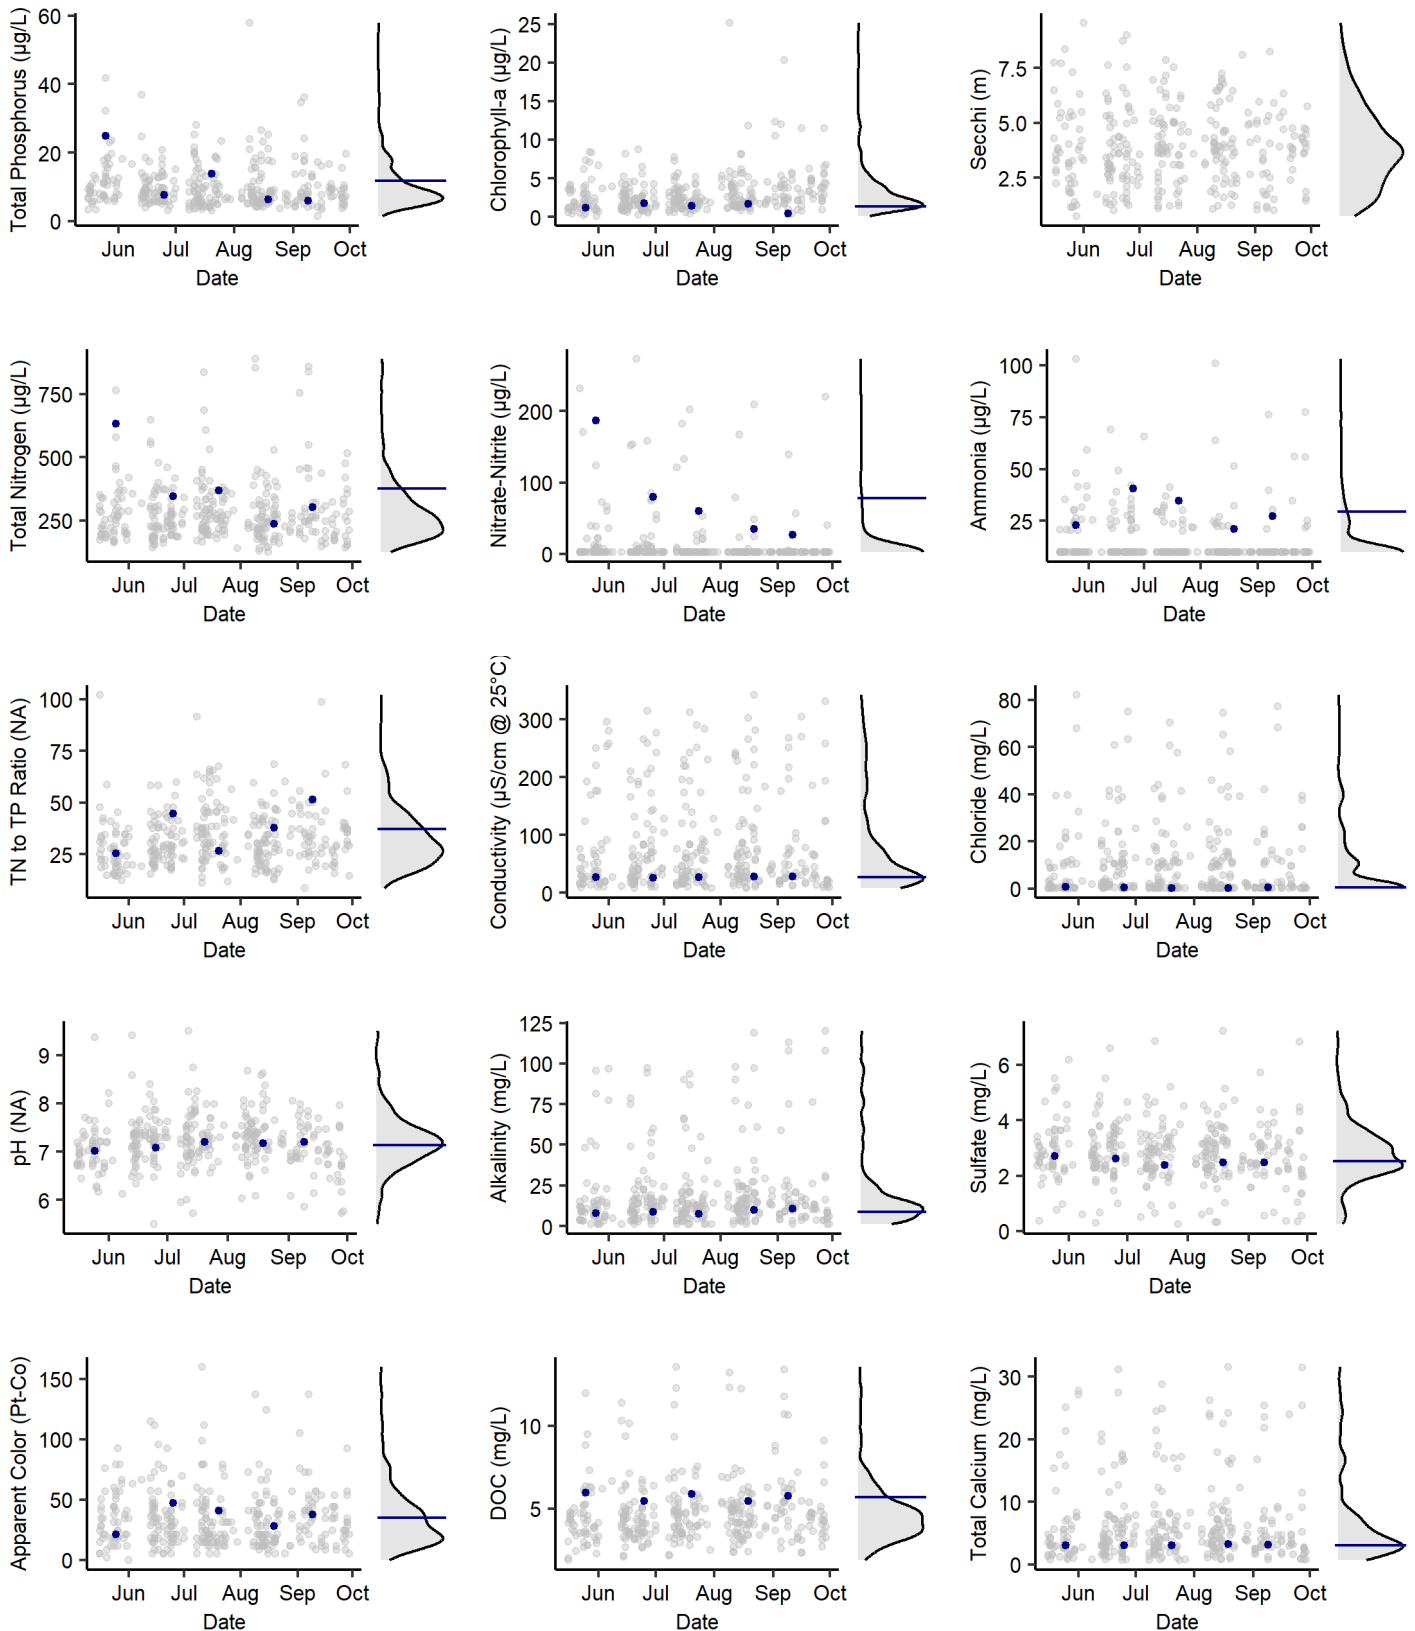 Total Phosphorus (µg/L)
60
40
20
0
Jun Jul Aug Sep Oct
Date
Chlorophyll-a (µg/L)
25
20
15
10
5
0
Jun Jul Aug Sep Oct
Date
Secchi (m)
7.5
5.0
2.5
Jun Jul Aug Sep Oct
Date
Total Nitrogen (µg/L)
750
500
250
Jun Jul Aug Sep Oct
Date
Nitrate-Nitrite (µg/L)
200
100
0
Jun Jul Aug Sep Oct
Date
Ammonia (µg/L)
100
75
50
25
Jun Jul Aug Sep Oct
Date
TN to TP Ratio (NA)
100
75
50
25
Jun Jul Aug Sep Oct
Date
Conductivity (µS/cm @ 25°C)
300
200
100
0
Jun Jul Aug Sep Oct
Date
Chloride (mg/L)
80
60
40
20
0
Jun Jul Aug Sep Oct
Date
pH (NA)
9
8
7
6
Jun Jul Aug Sep Oct
Date
Alkalinity (mg/L)
125
100
75
50
25
0
Jun Jul Aug Sep Oct
Date
Sulfate (mg/L)
6
4
2
0
Jun Jul Aug Sep Oct
Date
Apparent Color (Pt-Co)
150
100
50
0
Jun Jul Aug Sep Oct
Date
DOC (mg/L)
10
5
Jun Jul Aug Sep Oct
Date
Total Calcium (mg/L)
30
20
10
0
Jun Jul Aug Sep Oct
Date